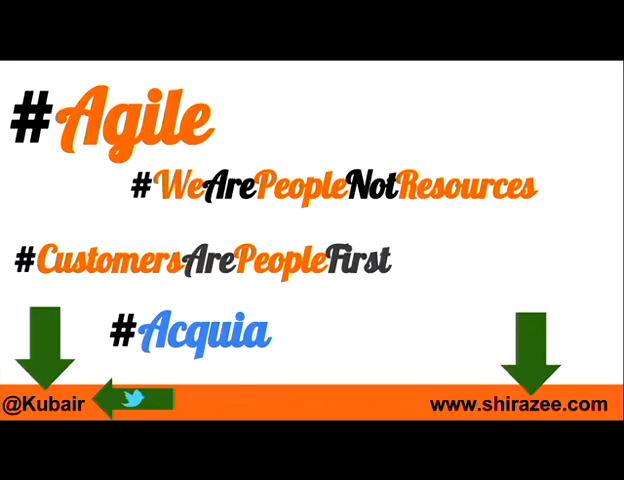 #Agile
#WeArePeopleNotResources
#CustomersArePeopleFirst
#Acquia
@Kubair
www.shirazee.com